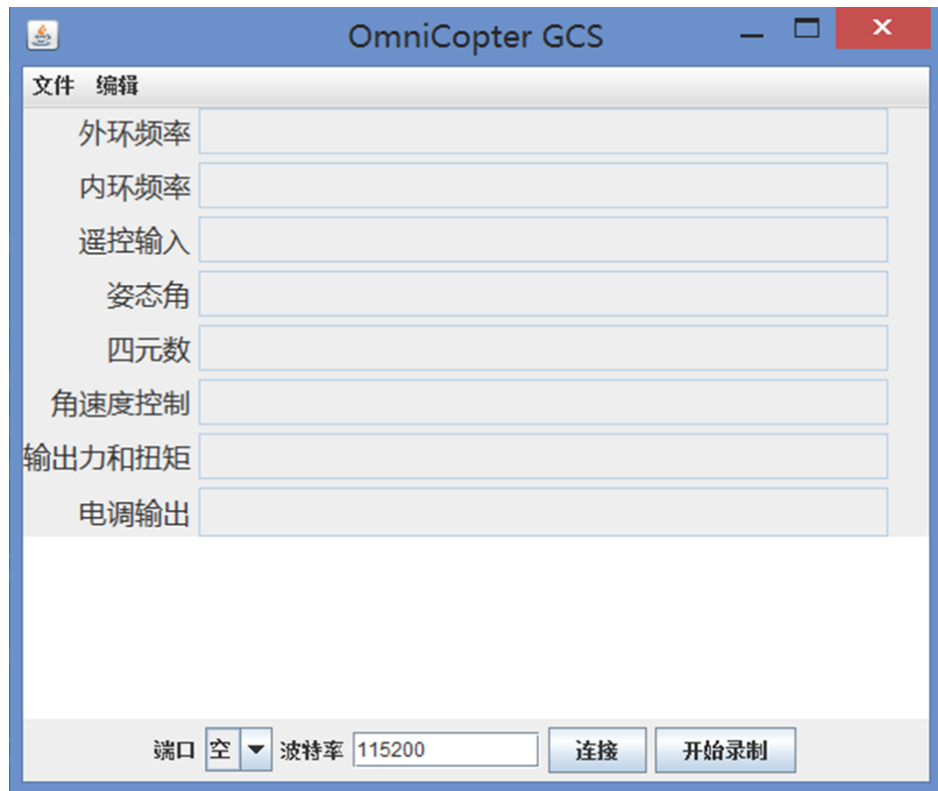 OmniCopter GCS
文件 编辑
外环频率
内环频率
遥控输入
姿态角
四元数
角速度控制
输出力和扭矩
电调输出
端口 空 波特率 115200 连接 开始录制